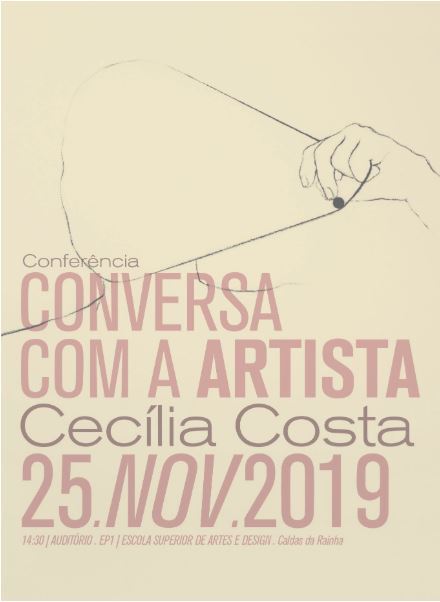 Conferência
CONVERSA
COM A ARTISTA
Cecília Costa
25.NOV.2019
14:30 | AUDITÓRIO . EP1 | ESCOLA SUPERIOR DE ARTES E DESIGN . Caldas da Rainha